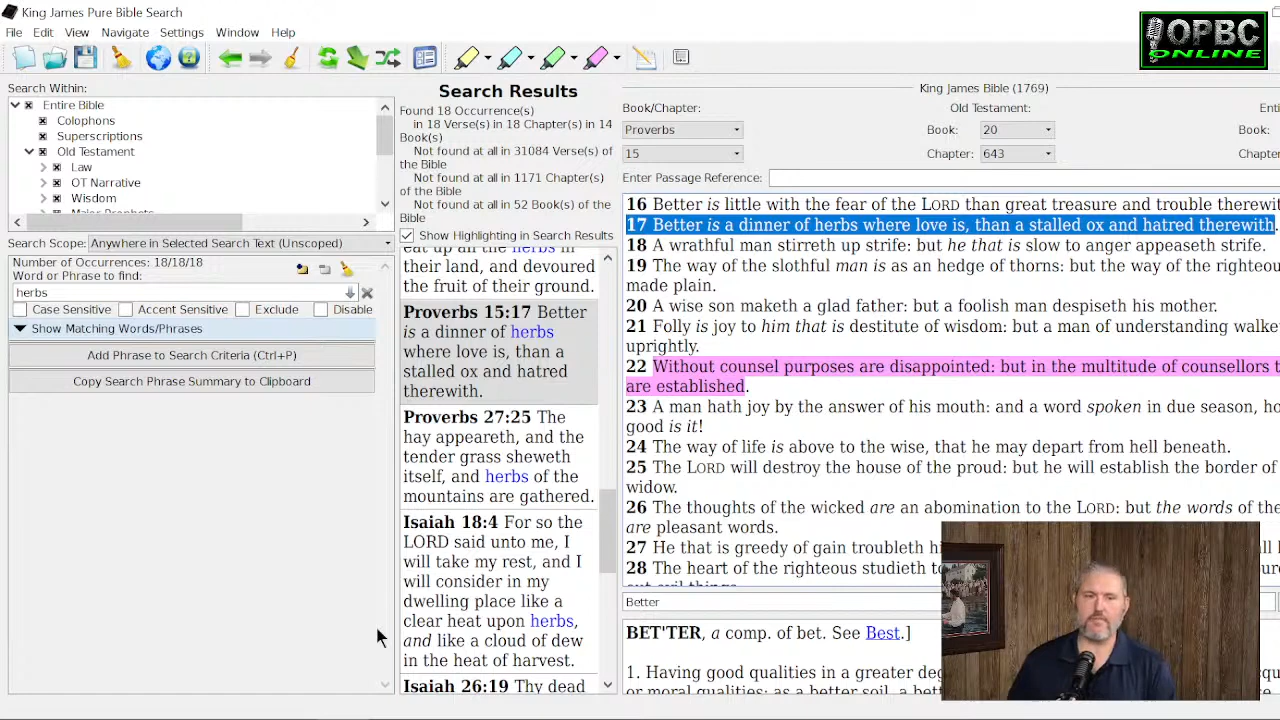 King James Pure Bible Search
File Edit View Navigate Settings Window Help
OPBC
ONLINE
Search Within:
Entire Bible
Colophons
Superscriptions
Old Testament
Law
OT Narrative
Wisdom
Search Scope: Anywhere in Selected Search Text (Unscoped)
Number of Occurrences: 18/18/18
Word or Phrase to find:
herbs
Case Sensitive Accent Sensitive Exclude Disable
Show Matching Words/Phrases
Add Phrase to Search Criteria (Ctrl+P)
Copy Search Phrase Summary to Clipboard
Search Results
Found 18 Occurrence(s)
in 18 Verse(s) in 18 Chapter(s) in 14
Book(s)
Not found at all in 31084 Verse(s) of
the Bible
Not found at all in 1171 Chapter(s)
of the Bible
Not found at all in 52 Book(s) of the
Bible
Show Highlighting in Search Results
eat up all the herbs in
their land, and devoured
the fruit of their ground.
Proverbs 15:17 Better
is a dinner of herbs
where love is, than a
stalled ox and hatred
therewith.
Proverbs 27:25 The
hay appeareth, and the
tender grass sheweth
itself, and herbs of the
mountains are gathered.
Isaiah 18:4 For so the
LORD said unto me, I
will take my rest, and I
will consider in my
dwelling place like a
clear heat upon herbs,
and like a cloud of dew
in the heat of harvest.
Isaiah 26:19 Thy dead
King James Bible (1769)
Book/Chapter: Old Testament:
Proverbs Book: 20 Book:
15 Chapter: 643
Enter Passage Reference:
16 Better is little with the fear of the LORD than great treasure and trouble
17 Better is a dinner of herbs where love is, than a stalled ox and hatred therewith.
18 A wrathful man stirreth up strife: but he that is slow to anger appeaseth strife.
19 The way of the slothful man is as an hedge of thorns: but the way of the
made plain.
20 A wise son maketh a glad father: but a foolish man despiseth his mother.
21 Folly is joy to him that is destitute of wisdom: but a man of understanding
uprightly.
22 Without counsel purposes are disappointed: but in the multitude of counsellors
are established.
23 A man hath joy by the answer of his mouth: and a word spoken in due season,
good is it!
24 The way of life is above to the wise, that he may depart from hell beneath.
25 The LORD will destroy the house of the proud: but he will establish the border of
widow.
26 The thoughts of the wicked are an abomination to the LORD: but the words of
are pleasant words.
27 He that is greedy of gain troubleth
28 The heart of the righteous studieth
Better
BET'TER, a comp. of bet. See Best.]
1. Having good qualities in a greater
or moral qualities; as a better soil, a